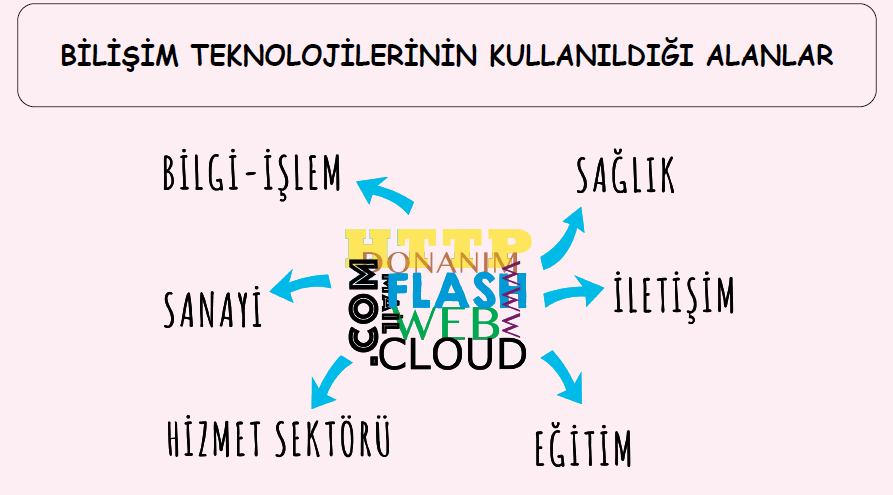 BİLİŞİM TEKNOLOJİLERİNİN KULLANILDIĞI ALANLAR
BİLGİ-İŞLEM
SAĞLIK
HTTP
DONANIM
.COM
FLASH
WWW
WEB
.CLOUD
SANAYİ
İLETİŞİM
HİZMET SEKTÖRÜ
EĞİTİM